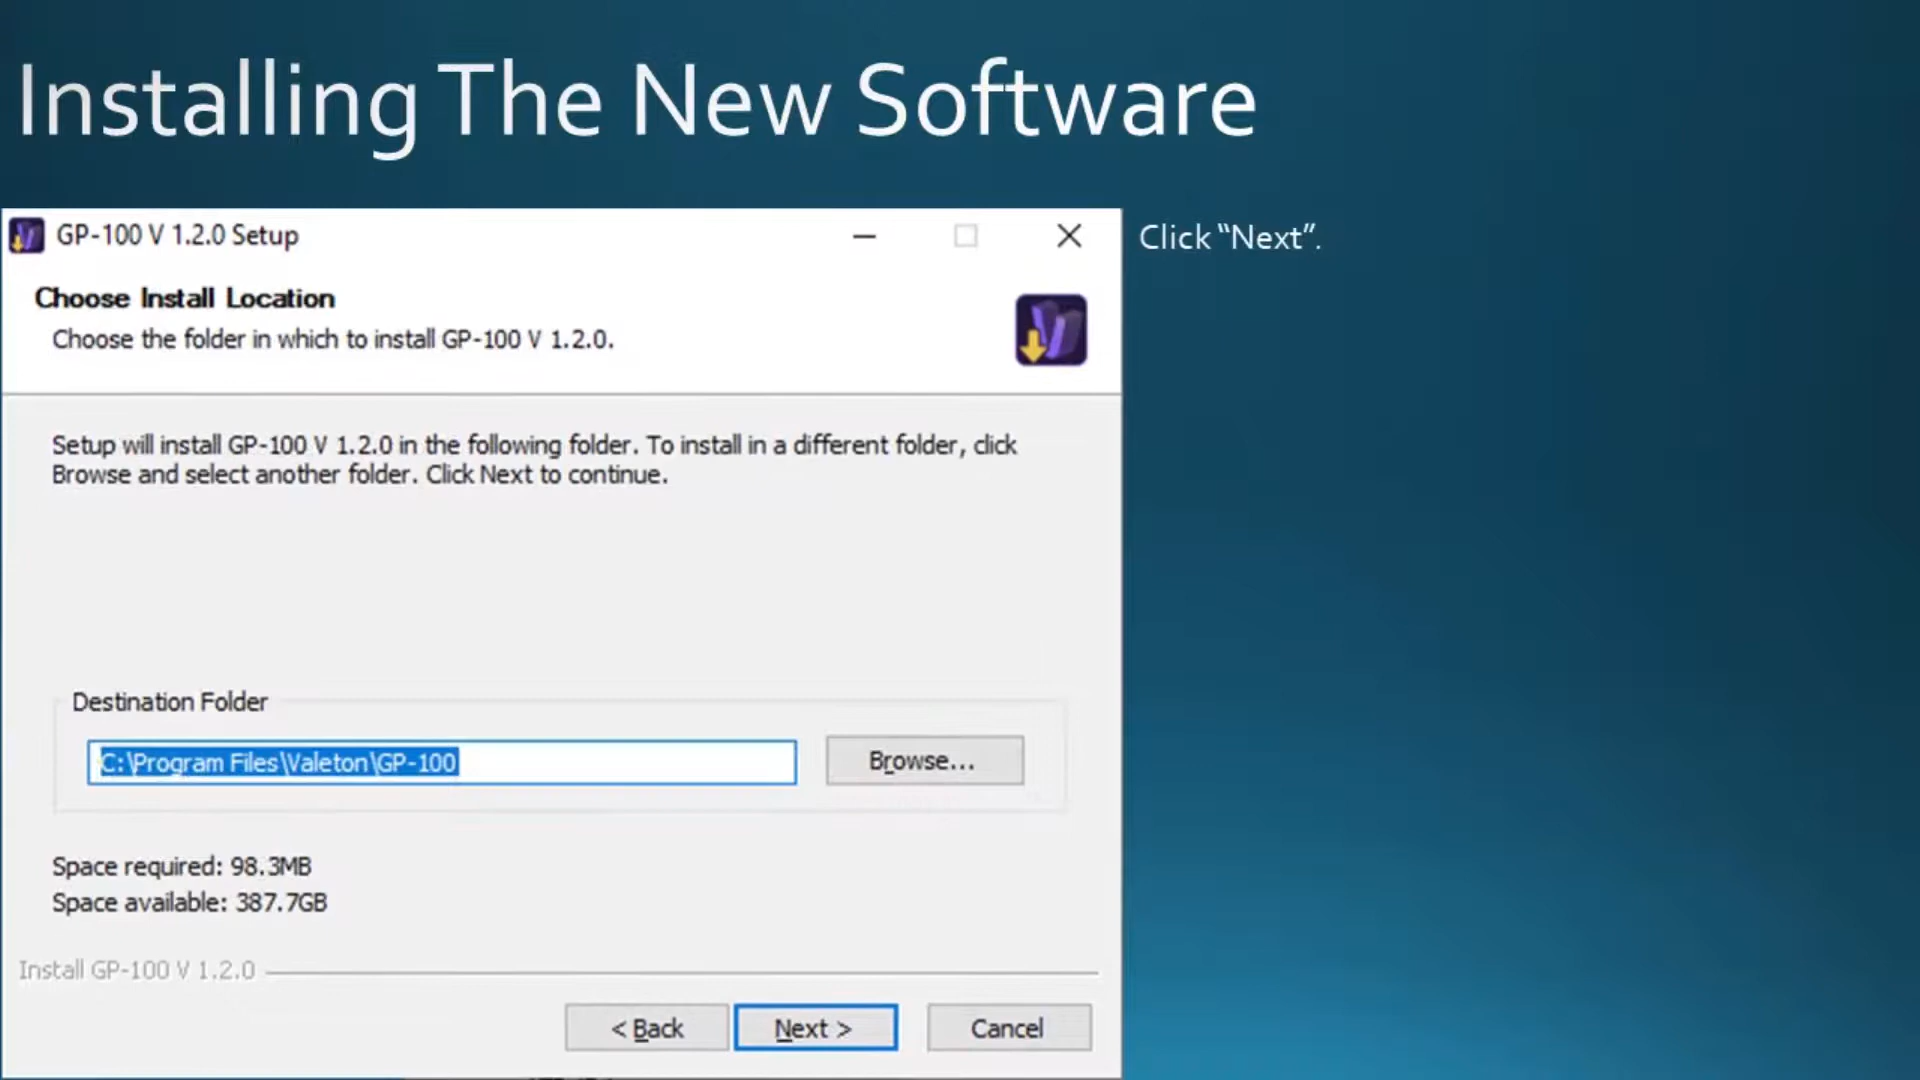 Installing The New Software
GP-100 V 1.2.0 Setup
Click “Next”.
Choose Install Location
Choose the folder in which to install GP-100 V 1.2.0.
Setup will install GP-100 V 1.2.0 in the following folder. To install in a different folder, click
Browse and select another folder. Click Next to continue.
Destination Folder
C:\Program Files\Valeton\GP-100
Browse...
Space required: 98.3MB
Space available: 387.7GB
Install GP-100 V 1.2.0
< Back
Next >
Cancel